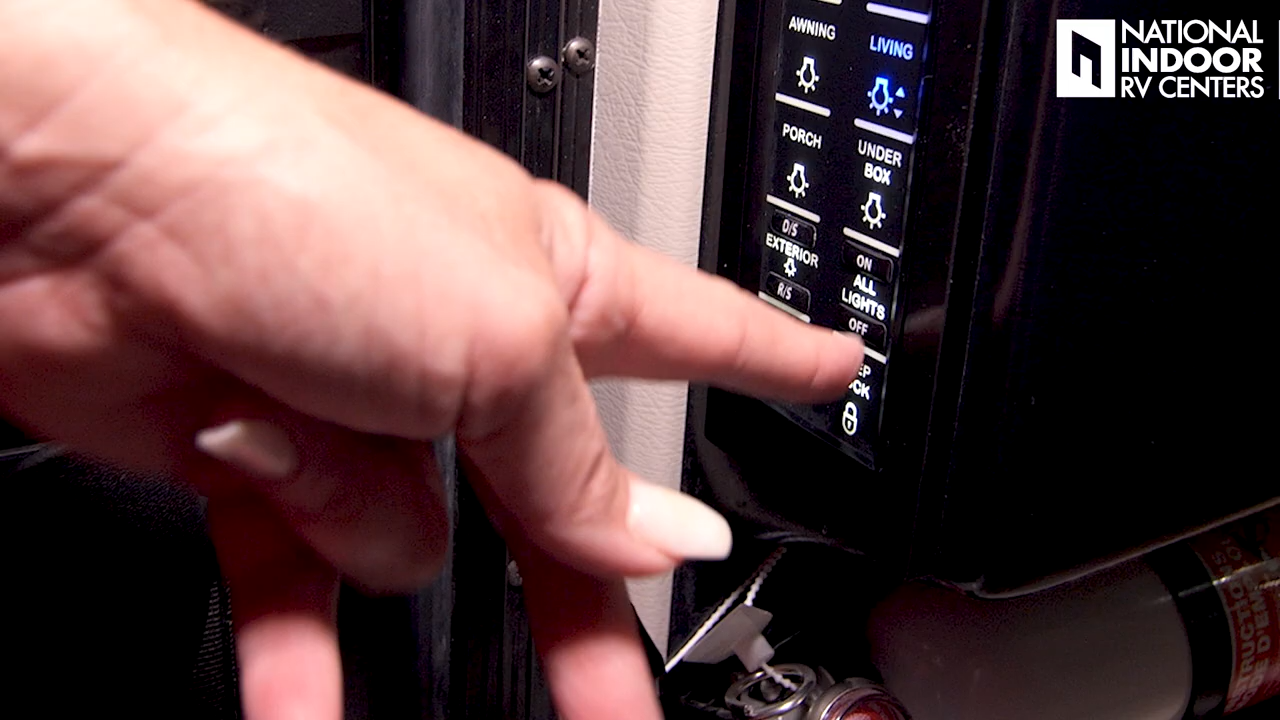 NATIONAL
INDOOR
RV CENTERS
AWNING
LIVING
PORCH
UNDER
BOX
D/S
EXTERIOR
R/S
ON
ALL
LIGHTS
OFF